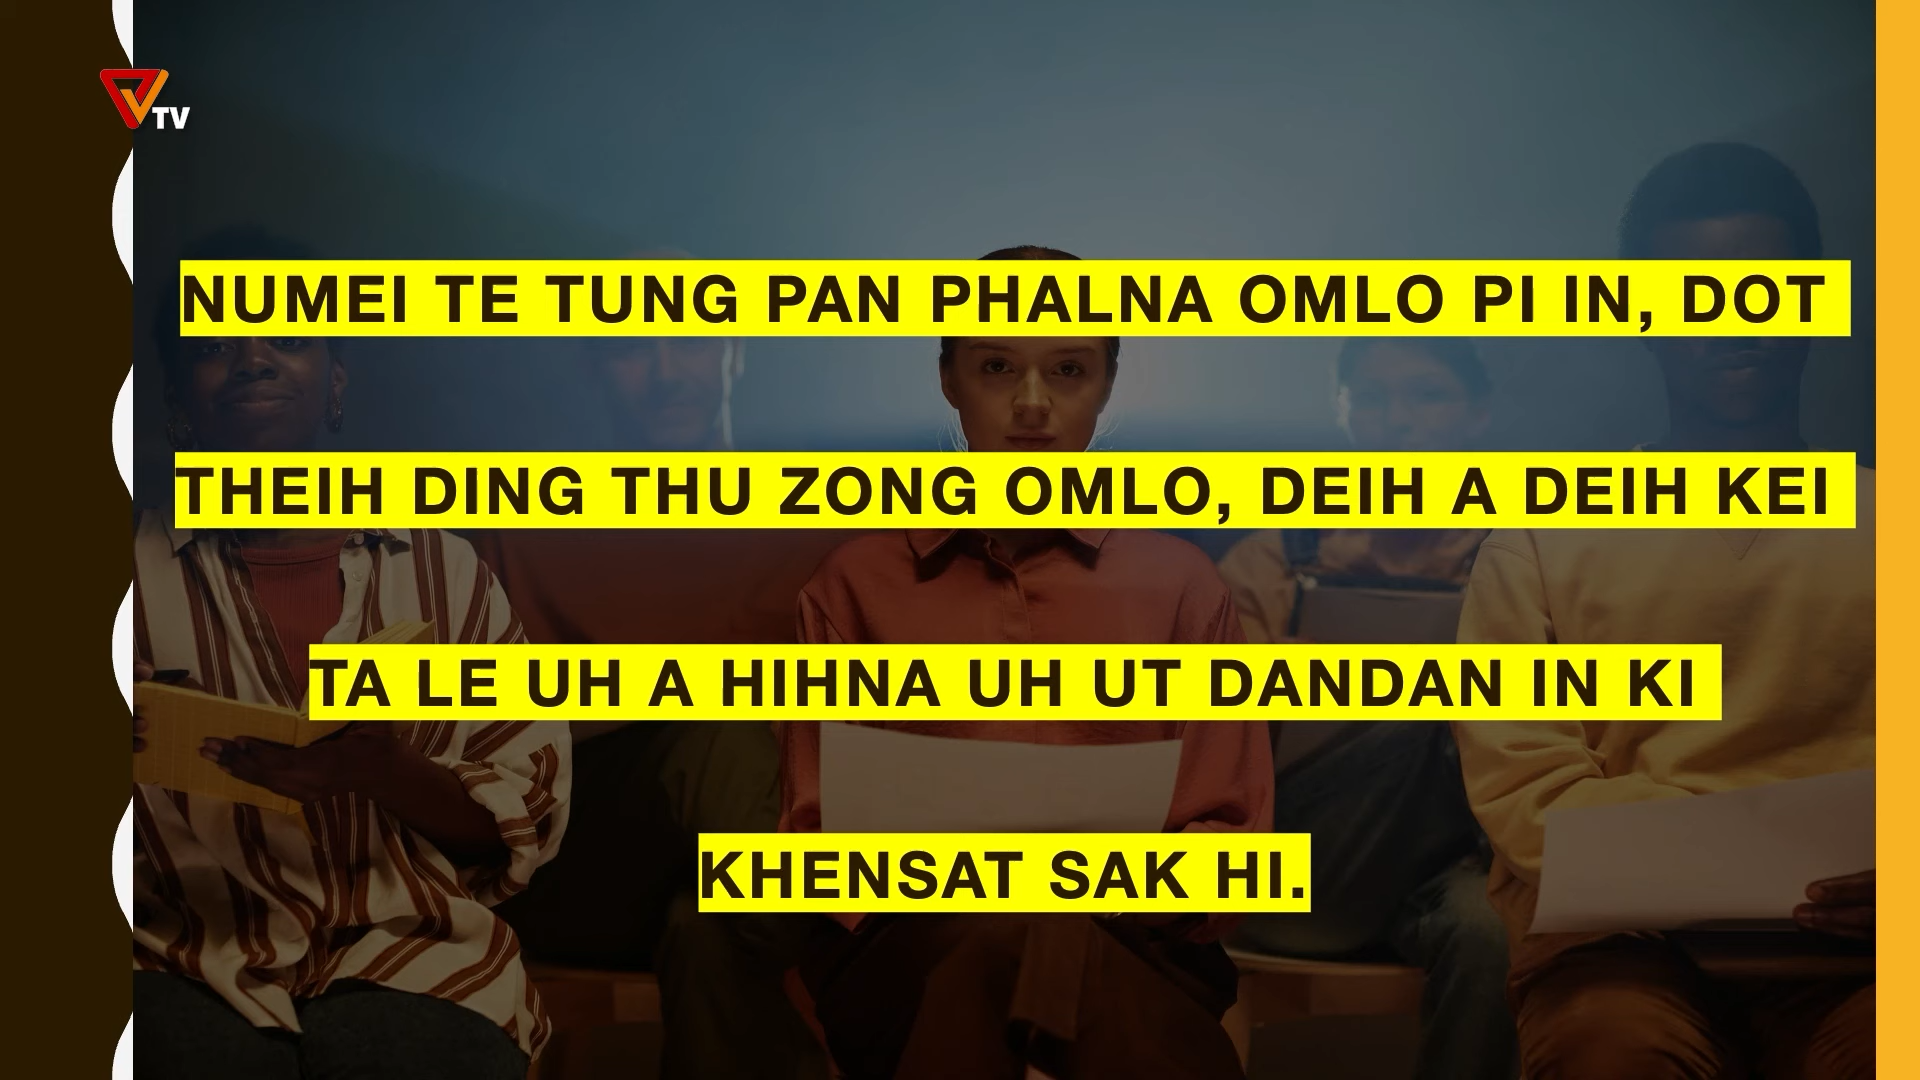 TV
NUMEI TE TUNG PAN PHALNA OMLO PI IN, DOT
THEIH DING THU ZONG OMLO, DEIH A DEIH KEI
TA LE UH A HIHNA UH UT DANDAN IN KI
KHENSAT SAK HI.